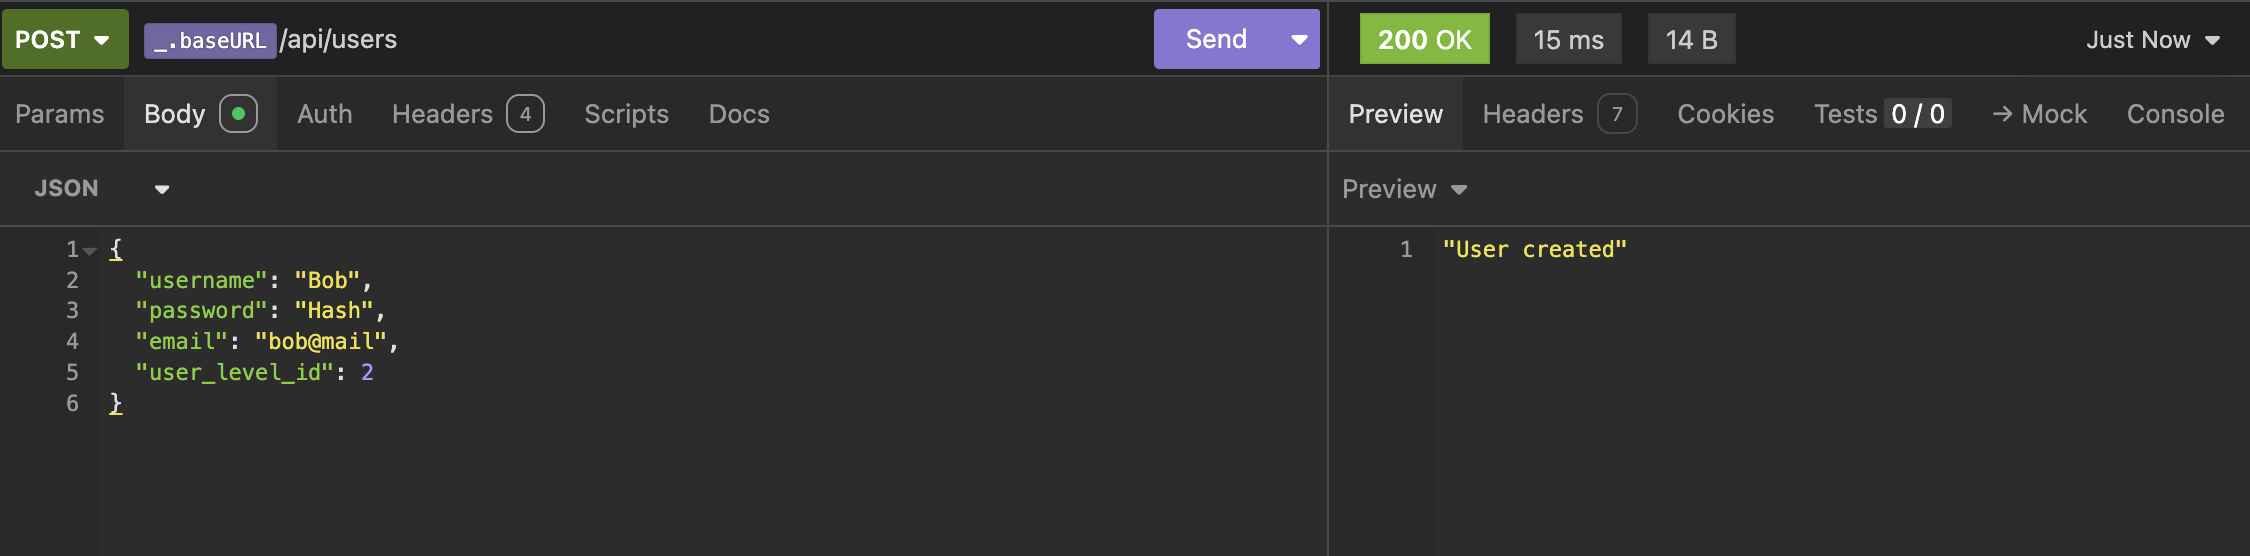 POST _.baseURL /api/users Send 200 OK 15 ms 14 B Just Now
Params Body Auth Headers 4 Scripts Docs Preview Headers 7 Cookies Tests 0 / 0 → Mock Console
JSON Preview
1 {
2 "username": "Bob",
3 "password": "Hash",
4 "email": "bob@mail",
5 "user_level_id": 2
6 }
1 "User created"